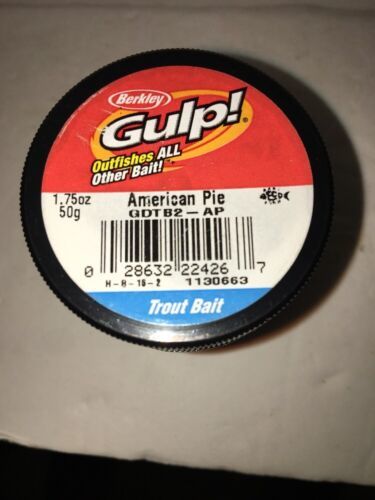 Berkley
Gulp!
Outfishes ALL
Other Bait!
1.75oz
50g
American Pie
GDTB2-AP
0 28632 22426 7
H-8-16-2 1130663
Trout Bait